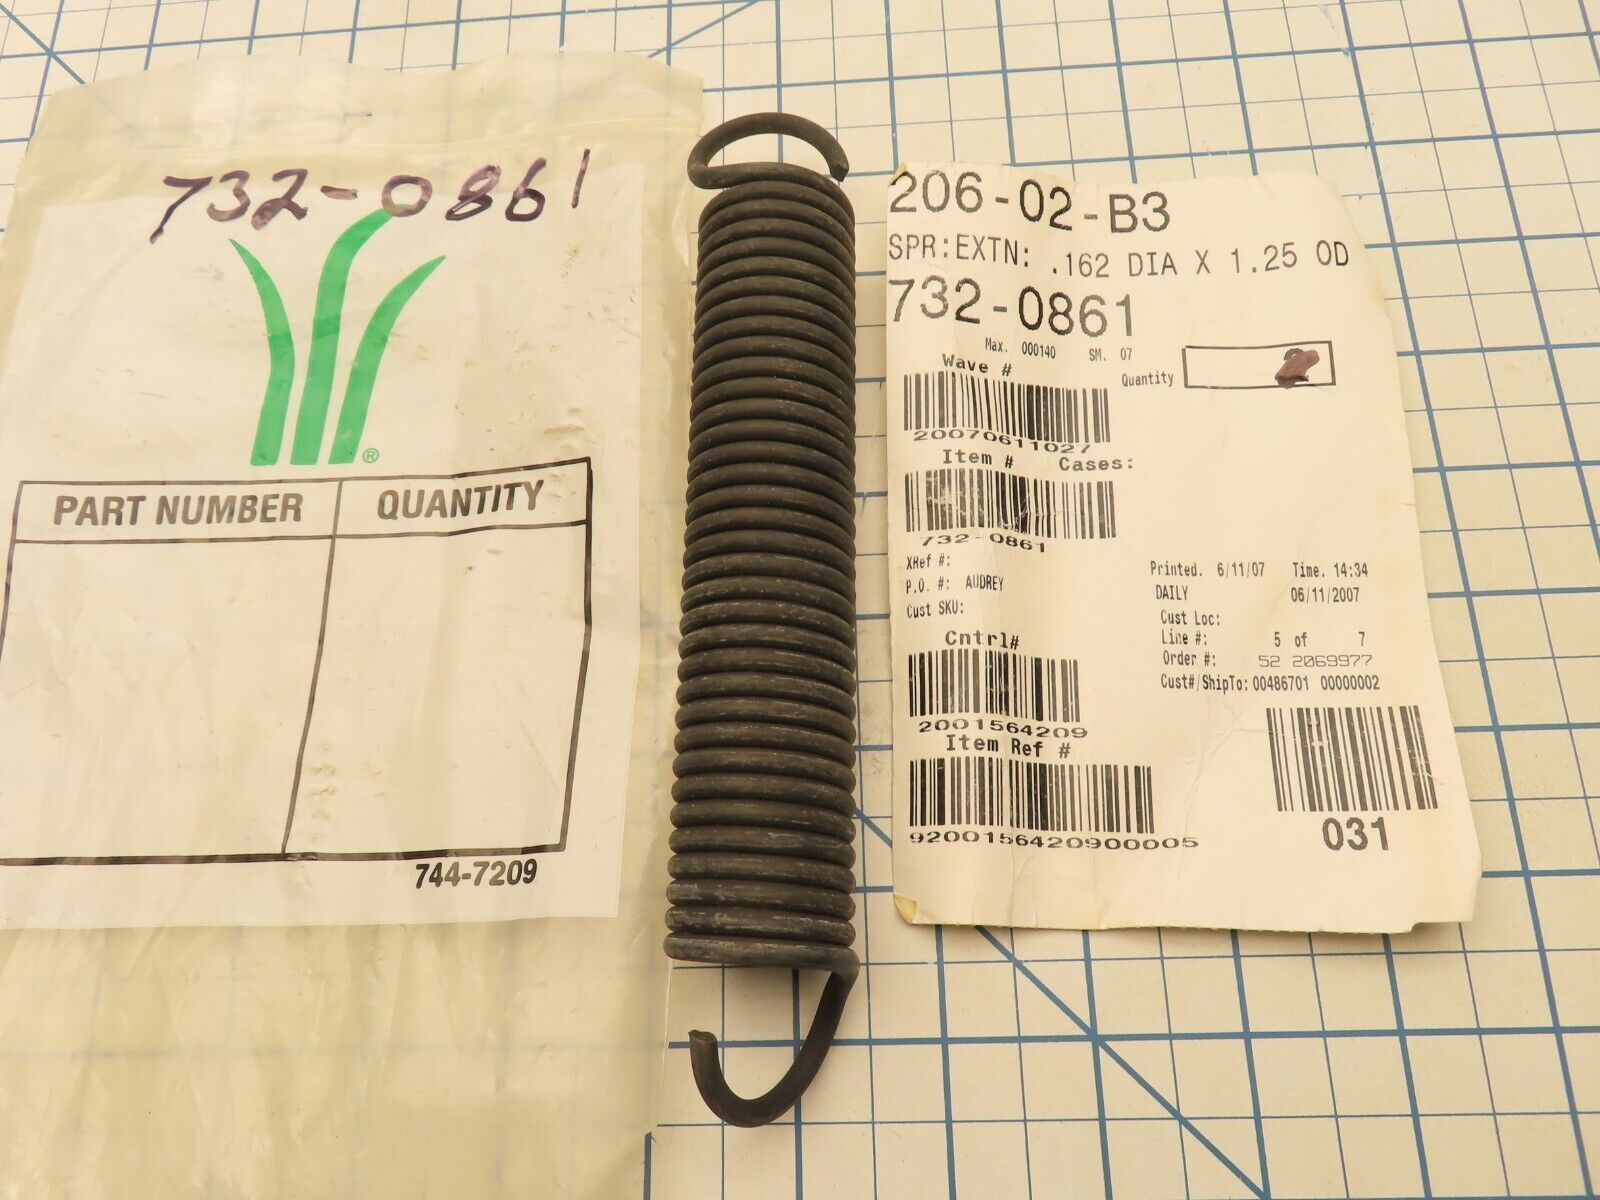 732-0861
®
PART NUMBER QUANTITY
744-7209
206-02-B3
SPR:EXTN: .162 DIA X 1.25 OD
732-0861
Max. 000140 SM. 07
Wave #
Quantity
20070611027
Item # Cases:
732-0861
XRef #:
P.O. #: AUDREY
Cust SKU:
Printed. 6/11/07 Time. 14:34
DAILY 06/11/2007
Cust Loc:
Line #: 5 of 7
Order #: 52 2069977
Cust#/ShipTo: 00486701 00000002
Cntrl#
2001564209
Item Ref #
9200156420900005
031